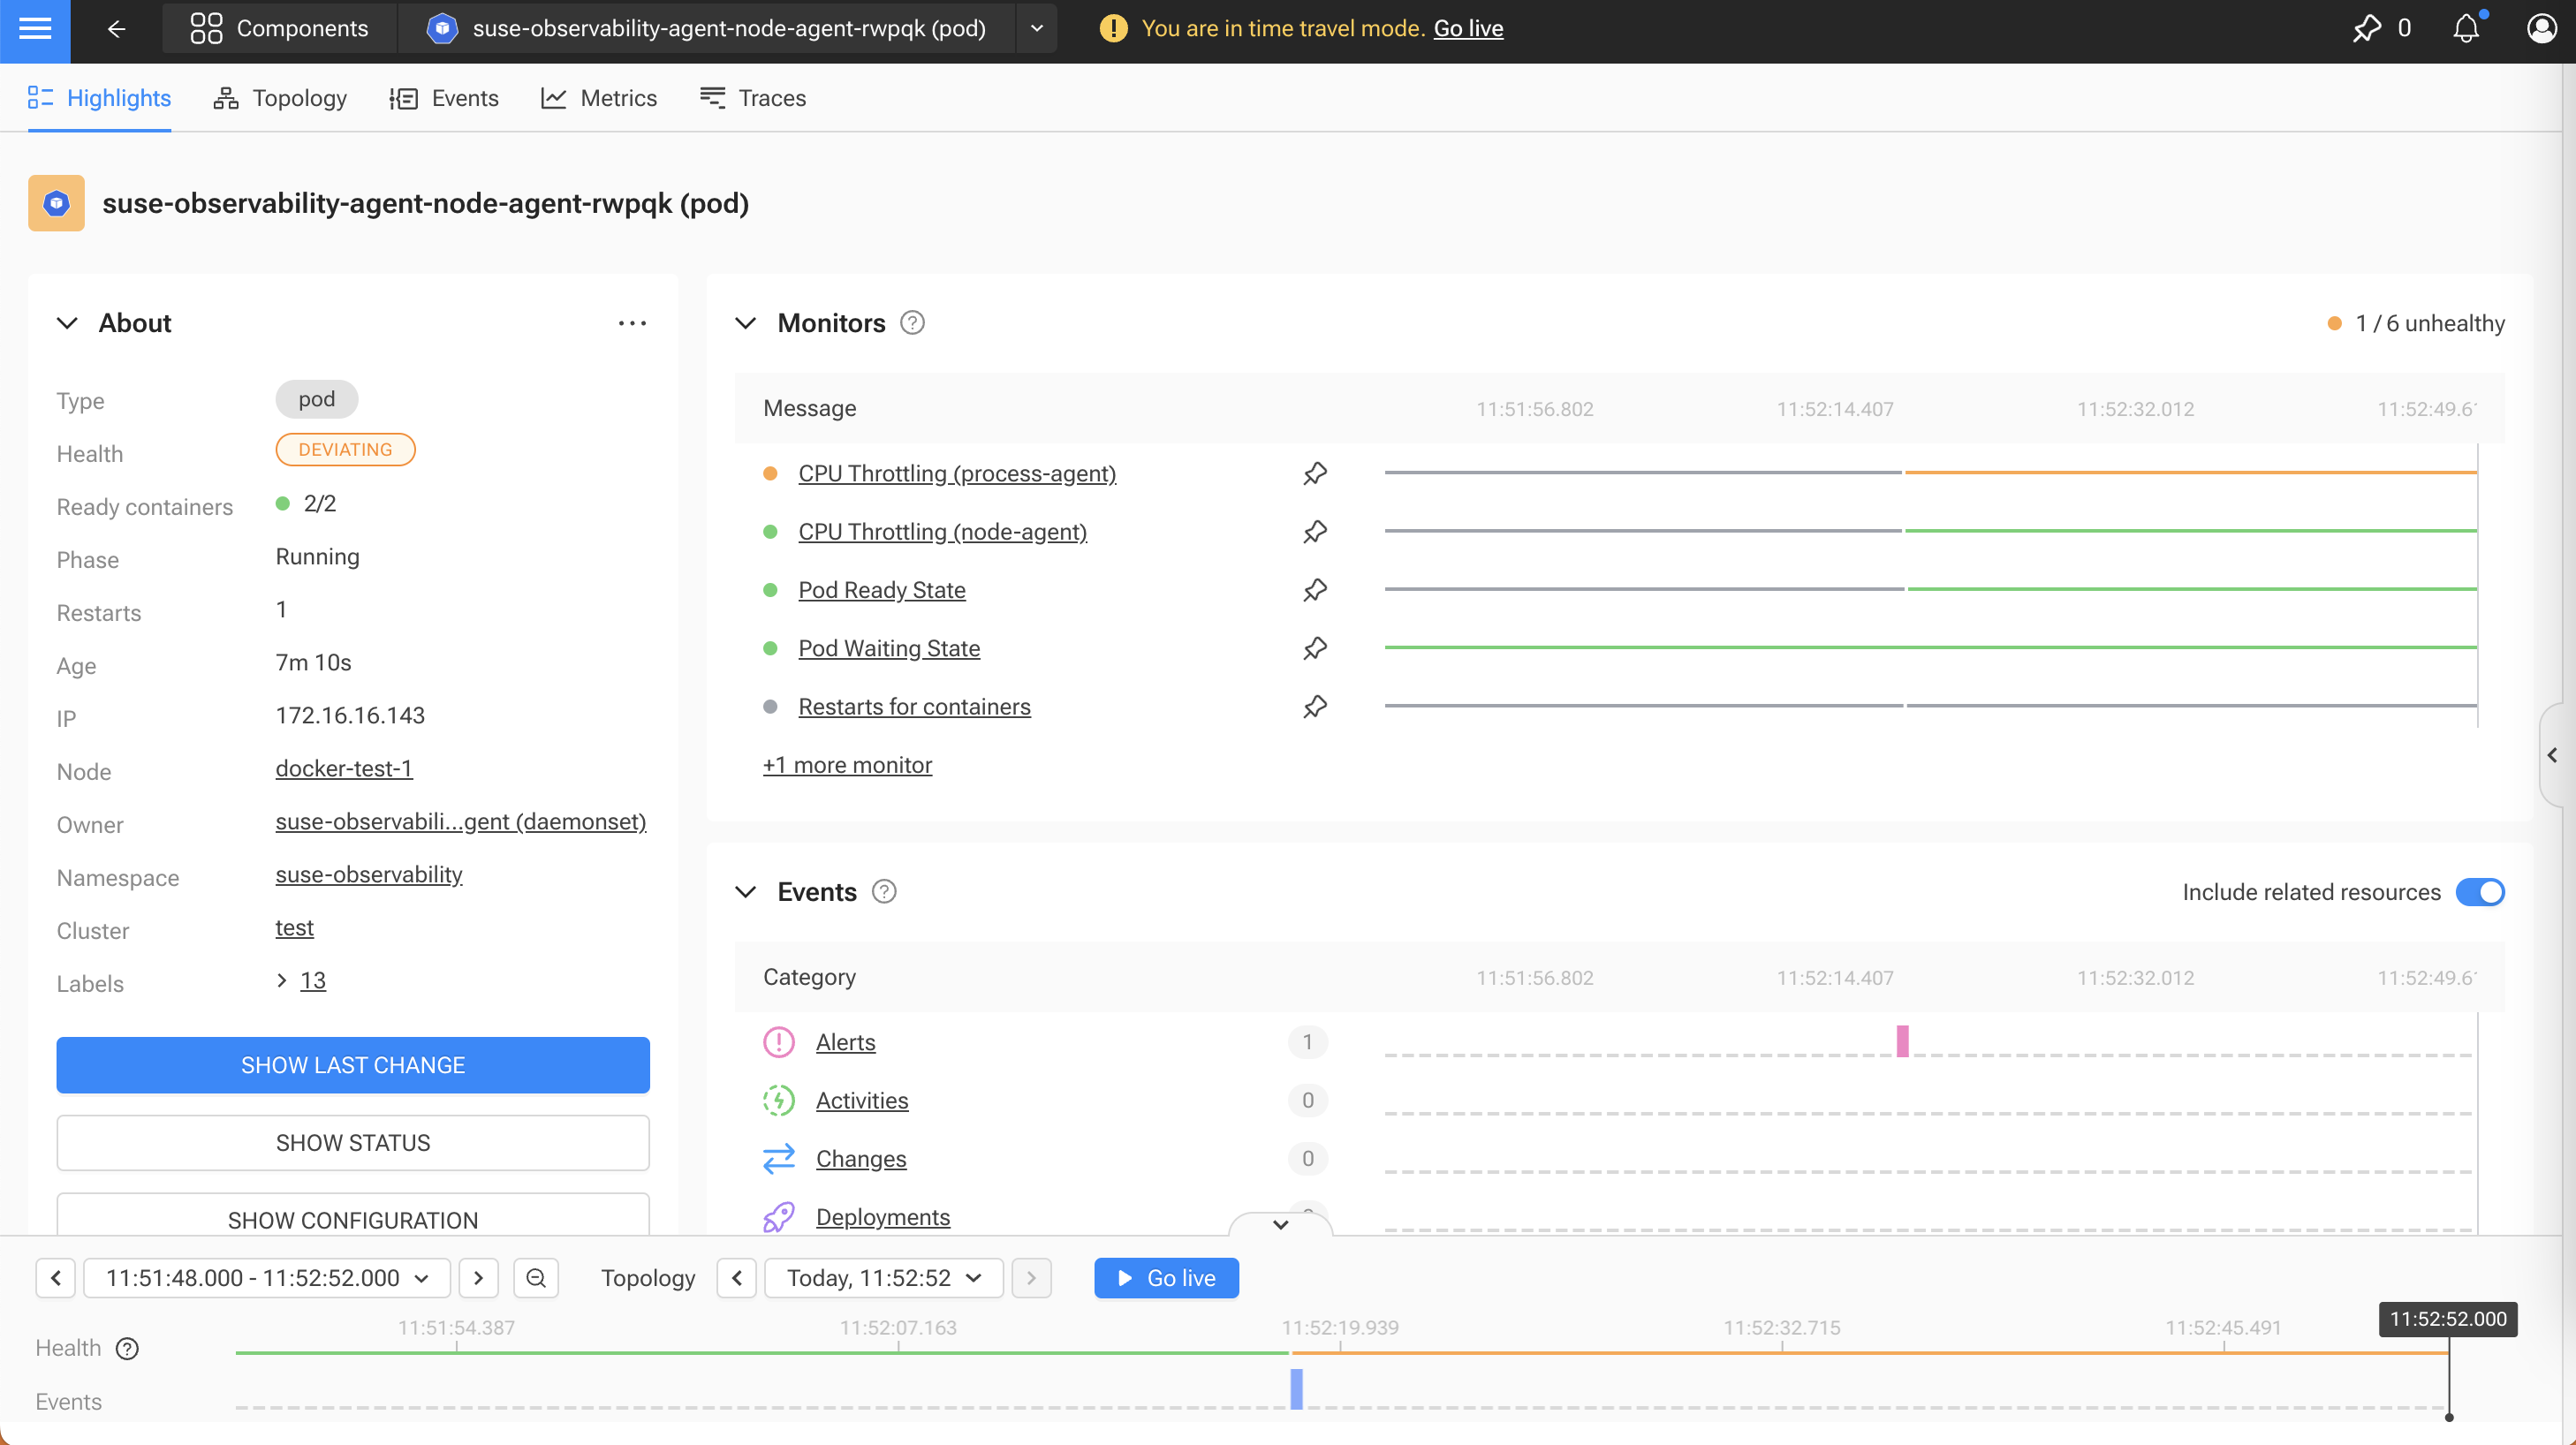 Components
suse-observability-agent-node-agent-rwpqk (pod)
You are in time travel mode. Go live
0
Highlights
Topology
Events
Metrics
Traces
suse-observability-agent-node-agent-rwpqk (pod)
About
Type pod
Health DEVIATING
Ready containers 2/2
Phase Running
Restarts 1
Age 7m 10s
IP 172.16.16.143
Node docker-test-1
Owner suse-observabili...gent (daemonset)
Namespace suse-observability
Cluster test
Labels 13
SHOW LAST CHANGE
SHOW STATUS
SHOW CONFIGURATION
Monitors ?
1 / 6 unhealthy
Message 11:51:56.802 11:52:14.407 11:52:32.012 11:52:49.6
CPU Throttling (process-agent)
CPU Throttling (node-agent)
Pod Ready State
Pod Waiting State
Restarts for containers
+1 more monitor
Events ?
Include related resources
Category 11:51:56.802 11:52:14.407 11:52:32.012 11:52:49.6
Alerts 1
Activities 0
Changes 0
Deployments
11:51:48.000 - 11:52:52.000
Topology
Today, 11:52:52
Go live
11:51:54.387 11:52:07.163 11:52:19.939 11:52:32.715 11:52:45.491 11:52:52.000
Health ?
Events